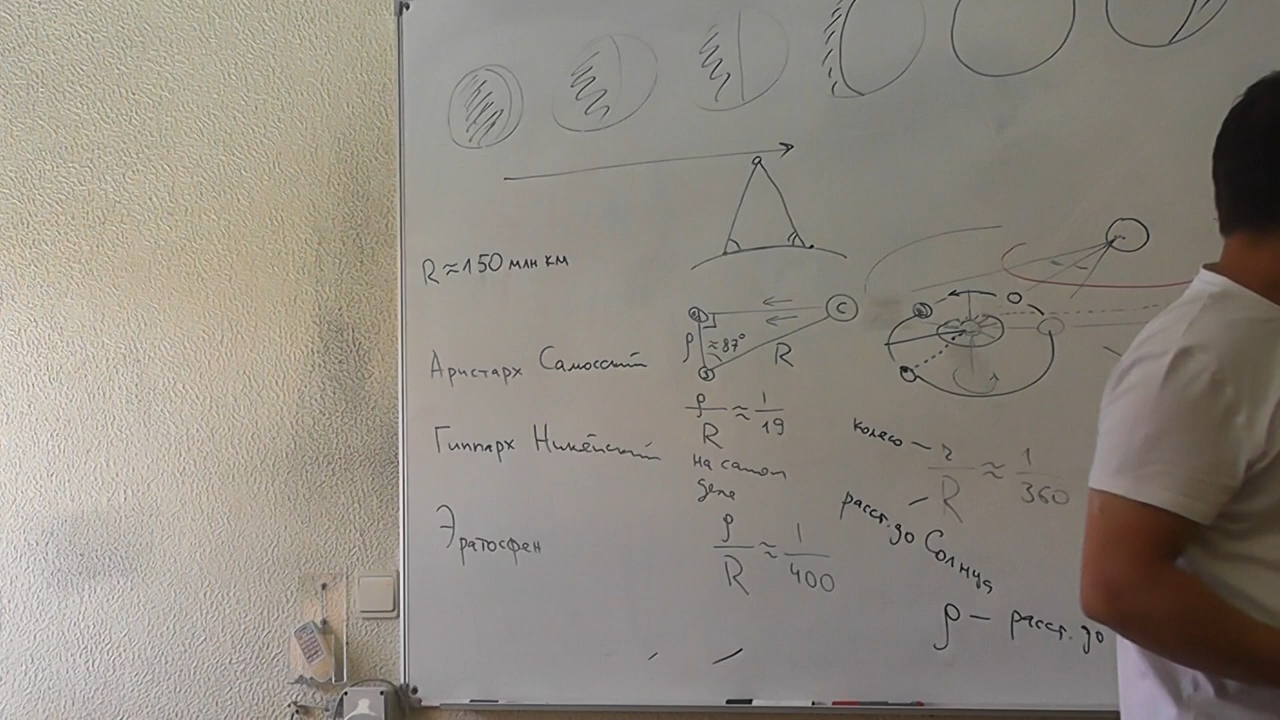 R ≈ 150 млн км
С
≈ 87°
ρ
R
Аристарх Самосский
ρ/R ≈ 1/19
Гиппарх Никейский
на самом
деле
колесо —
/R ≈ 1/360
Эратосфен
ρ/R ≈ 1/400
расст. до Солнца
ρ — расст. до